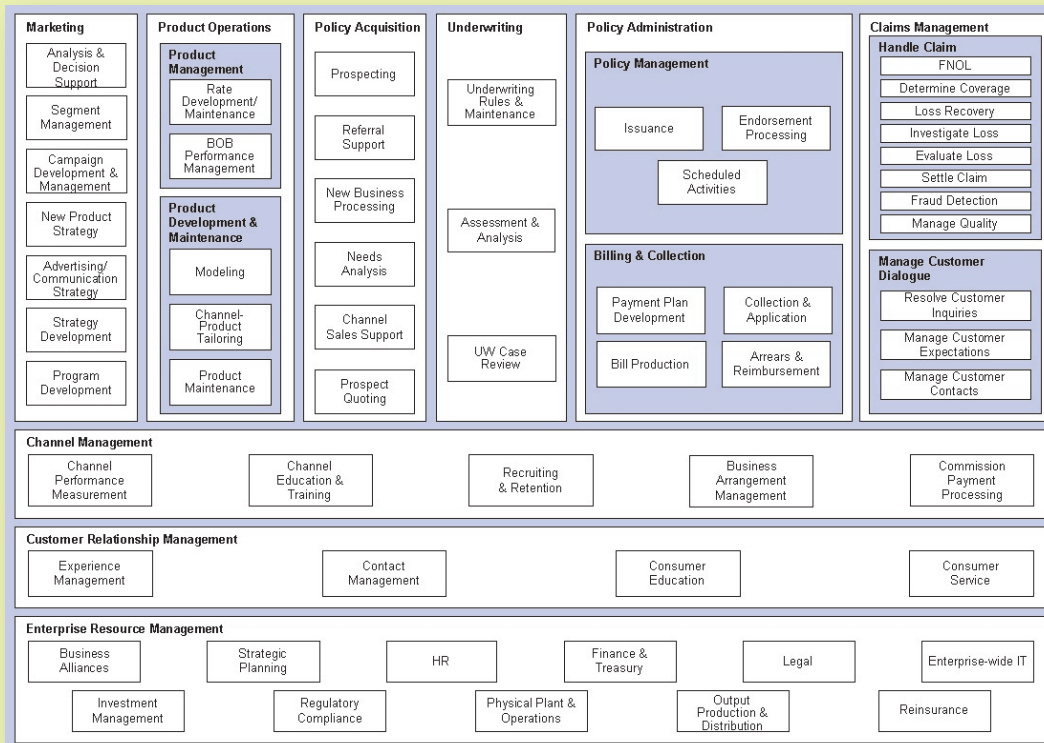 Marketing
Analysis &
Decision
Support
Segment
Management
Campaign
Development &
Management
New Product
Strategy
Advertising/
Communication
Strategy
Strategy
Development
Program
Development
Product Operations
Product
Management
Rate
Development/
Maintenance
BOB
Performance
Management
Product
Development &
Maintenance
Modeling
Channel-
Product
Tailoring
Product
Maintenance
Policy Acquisition
Prospecting
Referral
Support
New Business
Processing
Needs
Analysis
Channel
Sales Support
Prospect
Quoting
Underwriting
Underwriting
Rules &
Maintenance
Assessment &
Analysis
UW Case
Review
Policy Administration
Policy Management
Issuance
Endorsement
Processing
Scheduled
Activities
Billing & Collection
Payment Plan
Development
Collection &
Application
Bill Production
Arrears &
Reimbursement
Claims Management
Handle Claim
FNOL
Determine Coverage
Loss Recovery
Investigate Loss
Evaluate Loss
Settle Claim
Fraud Detection
Manage Quality
Manage Customer
Dialogue
Resolve Customer
Inquiries
Manage Customer
Expectations
Manage Customer
Contacts
Channel Management
Channel
Performance
Measurement
Channel
Education &
Training
Recruiting
& Retention
Business
Arrangement
Management
Commission
Payment
Processing
Customer Relationship Management
Experience
Management
Contact
Management
Consumer
Education
Consumer
Service
Enterprise Resource Management
Business
Alliances
Strategic
Planning
HR
Finance &
Treasury
Legal
Enterprise-wide IT
Investment
Management
Regulatory
Compliance
Physical Plant &
Operations
Output
Production &
Distribution
Reinsurance